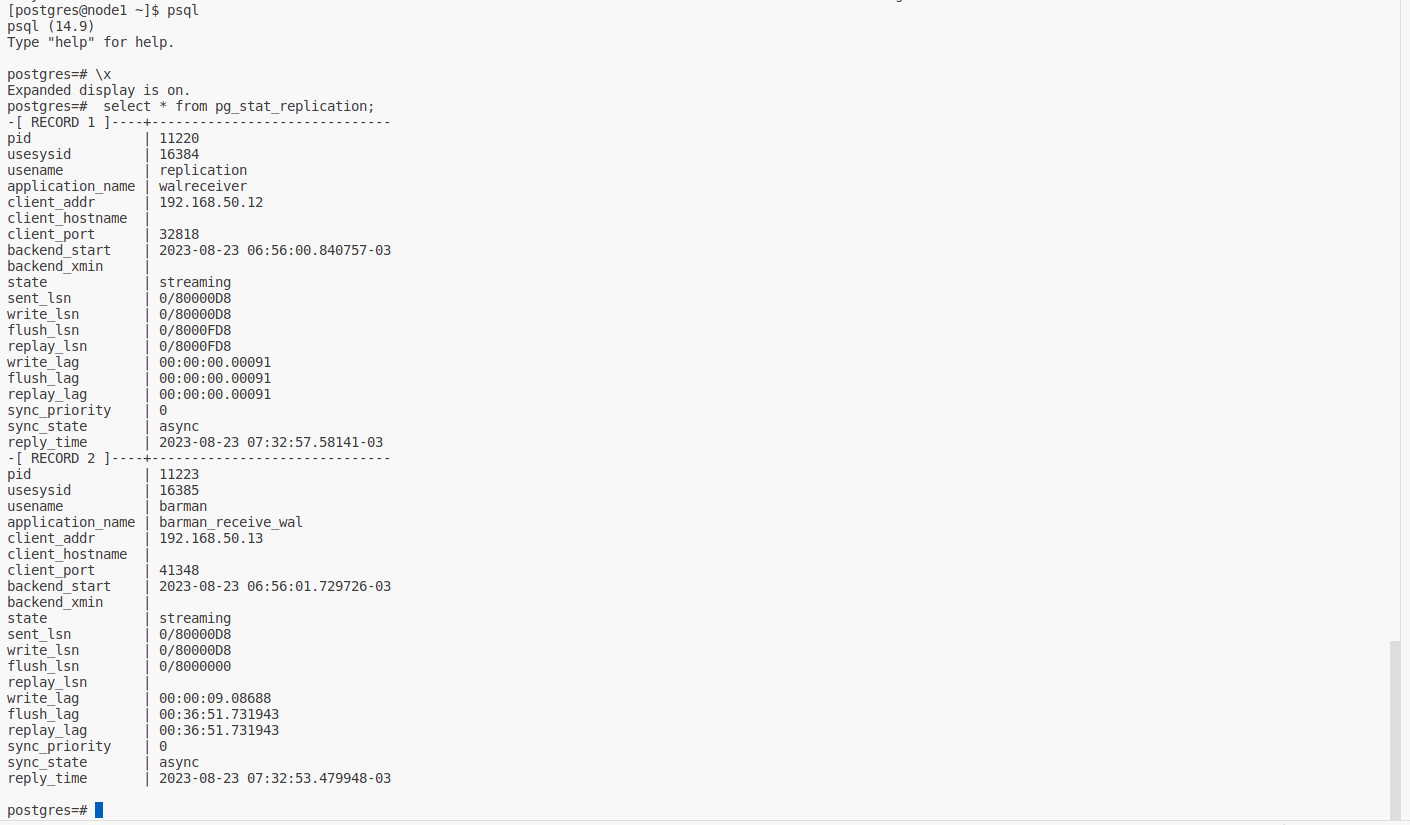 [postgres@node1 ~]$ psql
psql (14.9)
Type "help" for help.

postgres=# \x
Expanded display is on.
postgres=#  select * from pg_stat_replication;
-[ RECORD 1 ]----+------------------------------
pid              | 11220
usesysid         | 16384
usename          | replication
application_name | walreceiver
client_addr      | 192.168.50.12
client_hostname  |
client_port      | 32818
backend_start    | 2023-08-23 06:56:00.840757-03
backend_xmin     |
state            | streaming
sent_lsn         | 0/80000D8
write_lsn        | 0/80000D8
flush_lsn        | 0/8000FD8
replay_lsn       | 0/8000FD8
write_lag        | 00:00:00.00091
flush_lag        | 00:00:00.00091
replay_lag       | 00:00:00.00091
sync_priority    | 0
sync_state       | async
reply_time       | 2023-08-23 07:32:57.58141-03
-[ RECORD 2 ]----+------------------------------
pid              | 11223
usesysid         | 16385
usename          | barman
application_name | barman_receive_wal
client_addr      | 192.168.50.13
client_hostname  |
client_port      | 41348
backend_start    | 2023-08-23 06:56:01.729726-03
backend_xmin     |
state            | streaming
sent_lsn         | 0/80000D8
write_lsn        | 0/80000D8
flush_lsn        | 0/8000000
replay_lsn       |
write_lag        | 00:00:09.08688
flush_lag        | 00:36:51.731943
replay_lag       | 00:36:51.731943
sync_priority    | 0
sync_state       | async
reply_time       | 2023-08-23 07:32:53.479948-03

postgres=#